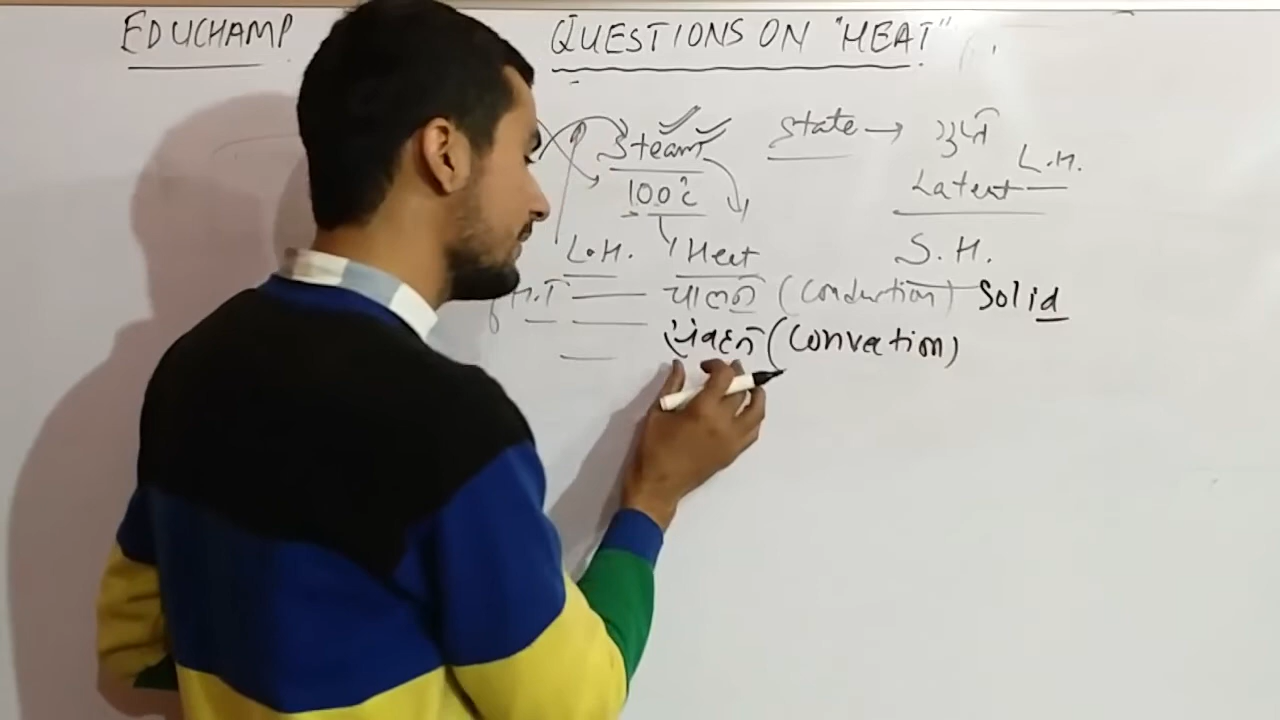 EDUCHAMP
QUESTIONS ON "HEAT"
Steam State → गुप्त
100°C Latent L.H.
L.H. Heat S.H.
H.T चालन (Conduction) Solid
संवहन (Convection)